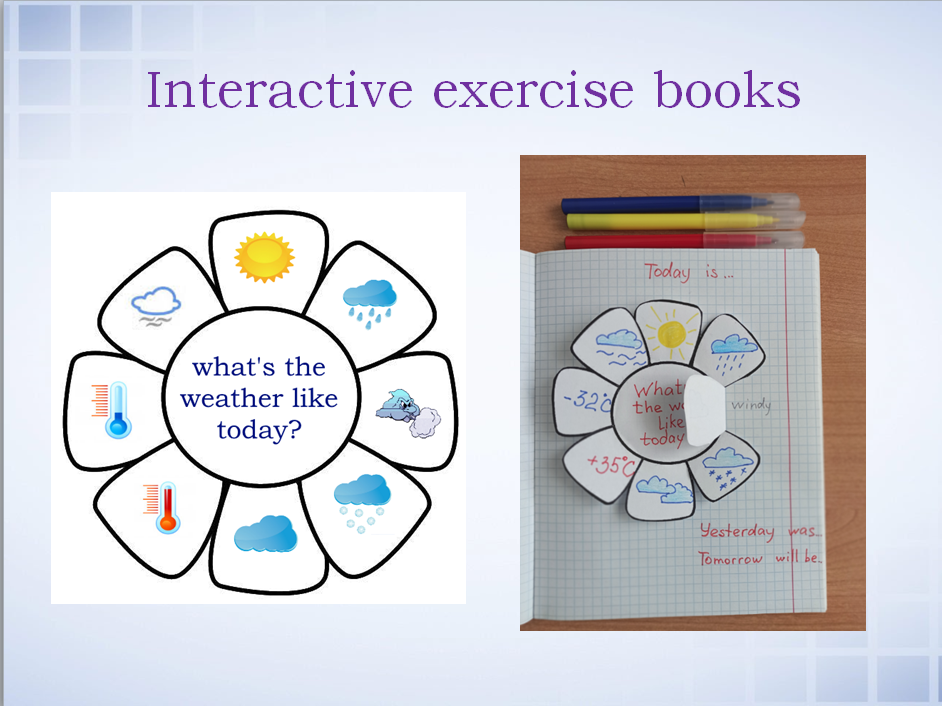 Interactive exercise books
what's the
weather like
today?
Today is ...
-32°C
What
the
Like
today
windy
+35°C
Yesterday was...
Tomorrow will be..